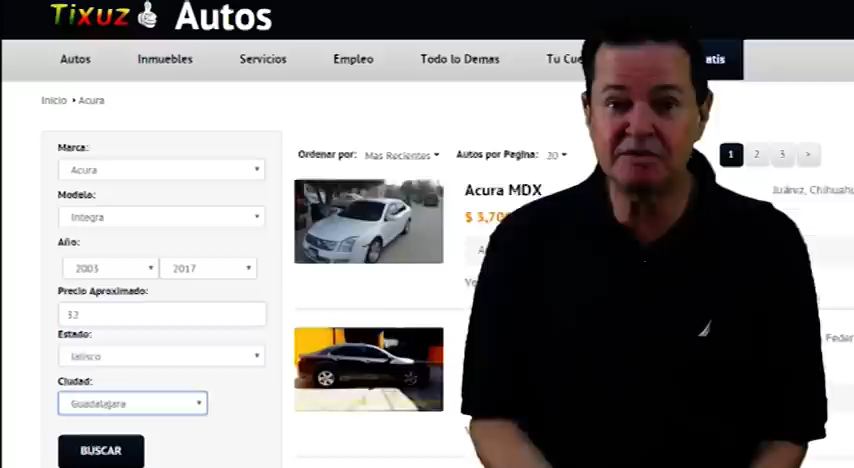 Tixuz Autos
Autos Inmuebles Servicios Empleo Todo lo Demas Tu
Inicio ▸ Acura
Marca:
Acura
Modelo:
Integra
Año:
2003 2017
Precio Aproximado:
32
Estado:
Jalisco
Ciudad:
Guadalajara
BUSCAR
Ordenar por: Mas Recientes Autos por Pagina: 20
1 2 3 >
Acura MDX
$ 3,70
Juárez, Chihuahu
Feder